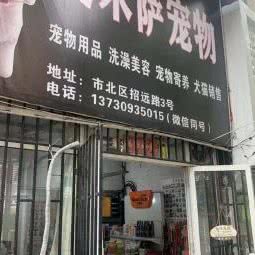 米萨宠物
宠物用品 洗澡美容 宠物寄养 犬猫销售
地址：市北区招远路3号
电话：13730935015（微信同号）